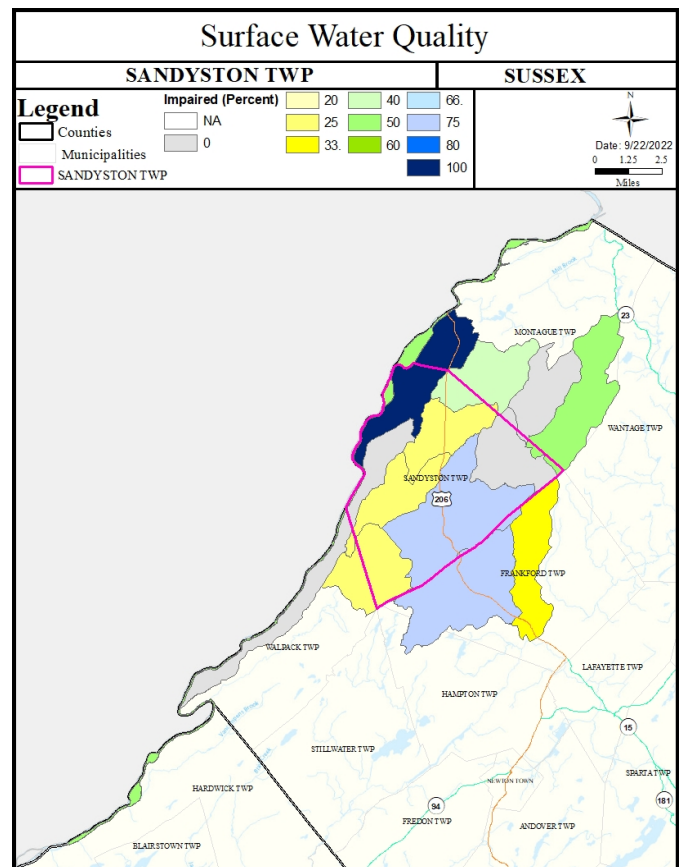 Surface Water Quality
SANDYSTON TWP
SUSSEX
Legend
Counties
Municipalities
SANDYSTON TWP
Impaired (Percent)
NA
0
20
25
33.
40
50
60
66.
75
80
100
N
Date: 9/22/2022
0 1.25 2.5
Miles
23
MONTAGUE TWP
WANTAGE TWP
SANDYSTON TWP
206
FRANKFORD TWP
WALPACK TWP
LAFAYETTE TWP
HAMPTON TWP
15
STILLWATER TWP
SPARTA TWP
NEWTON TOWN
HARDWICK TWP
181
94
FREDON TWP
ANDOVER TWP
BLAIRSTOWN TWP